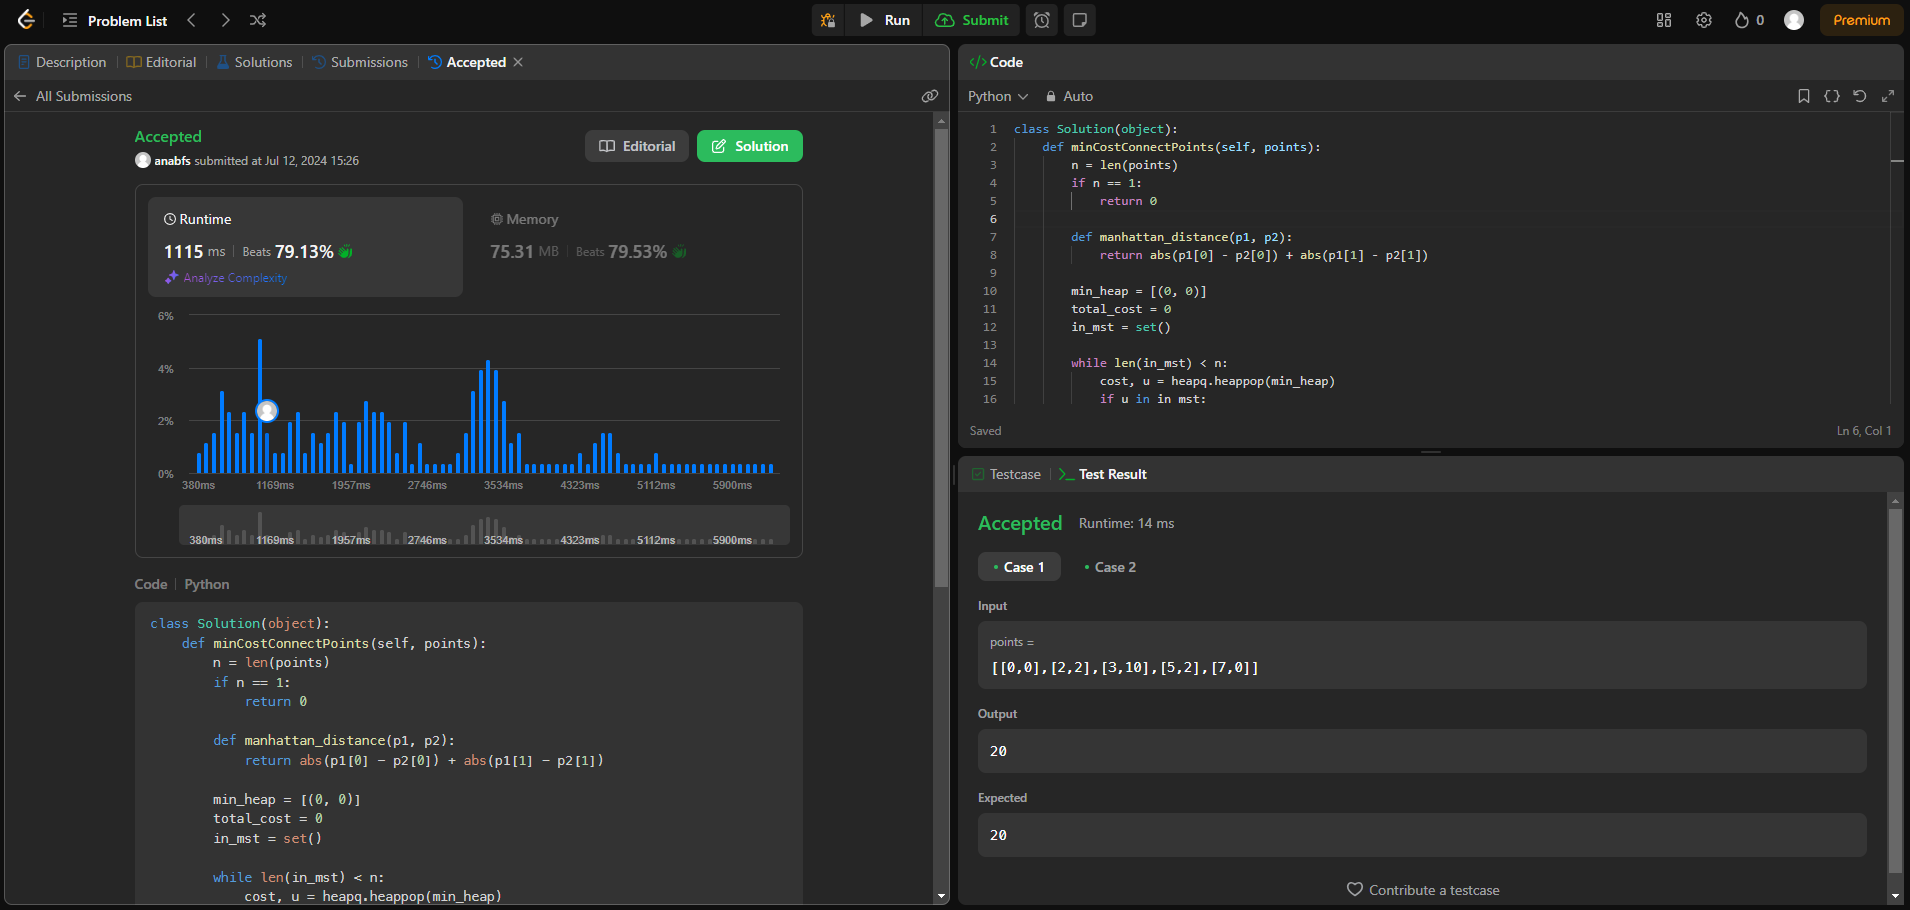 Problem List
Run
Submit
0
Premium
Description
Editorial
Solutions
Submissions
Accepted
All Submissions
Accepted
anabfs submitted at Jul 12, 2024 15:26
Editorial
Solution
Runtime
1115 ms | Beats 79.13%
Analyze Complexity
Memory
75.31 MB | Beats 79.53%
6%
4%
2%
0%
380ms 1169ms 1957ms 2746ms 3534ms 4323ms 5112ms 5900ms
380ms 1169ms 1957ms 2746ms 3534ms 4323ms 5112ms 5900ms
Code | Python
class Solution(object):
def minCostConnectPoints(self, points):
n = len(points)
if n == 1:
return 0
def manhattan_distance(p1, p2):
return abs(p1[0] - p2[0]) + abs(p1[1] - p2[1])
min_heap = [(0, 0)]
total_cost = 0
in_mst = set()
while len(in_mst) < n:
cost, u = heapq.heappop(min_heap)
</> Code
Python
Auto
1 class Solution(object):
2 def minCostConnectPoints(self, points):
3 n = len(points)
4 if n == 1:
5 return 0
6
7 def manhattan_distance(p1, p2):
8 return abs(p1[0] - p2[0]) + abs(p1[1] - p2[1])
9
10 min_heap = [(0, 0)]
11 total_cost = 0
12 in_mst = set()
13
14 while len(in_mst) < n:
15 cost, u = heapq.heappop(min_heap)
16 if u in in_mst:
Saved
Ln 6, Col 1
Testcase
Test Result
Accepted
Runtime: 14 ms
Case 1
Case 2
Input
points =
[[0,0],[2,2],[3,10],[5,2],[7,0]]
Output
20
Expected
20
Contribute a testcase